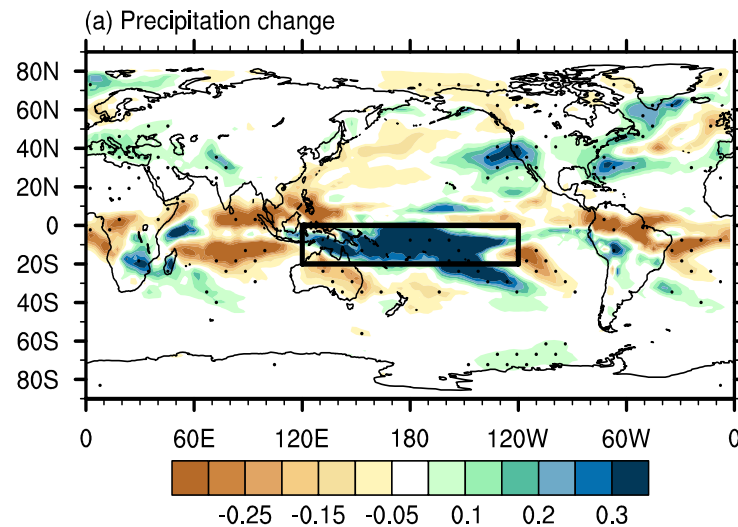 (a) Precipitation change
80N
60N
40N
20N
0
20S
40S
60S
80S
0 60E 120E 180 120W 60W 0
-0.25 -0.15 -0.05 0.1 0.2 0.3